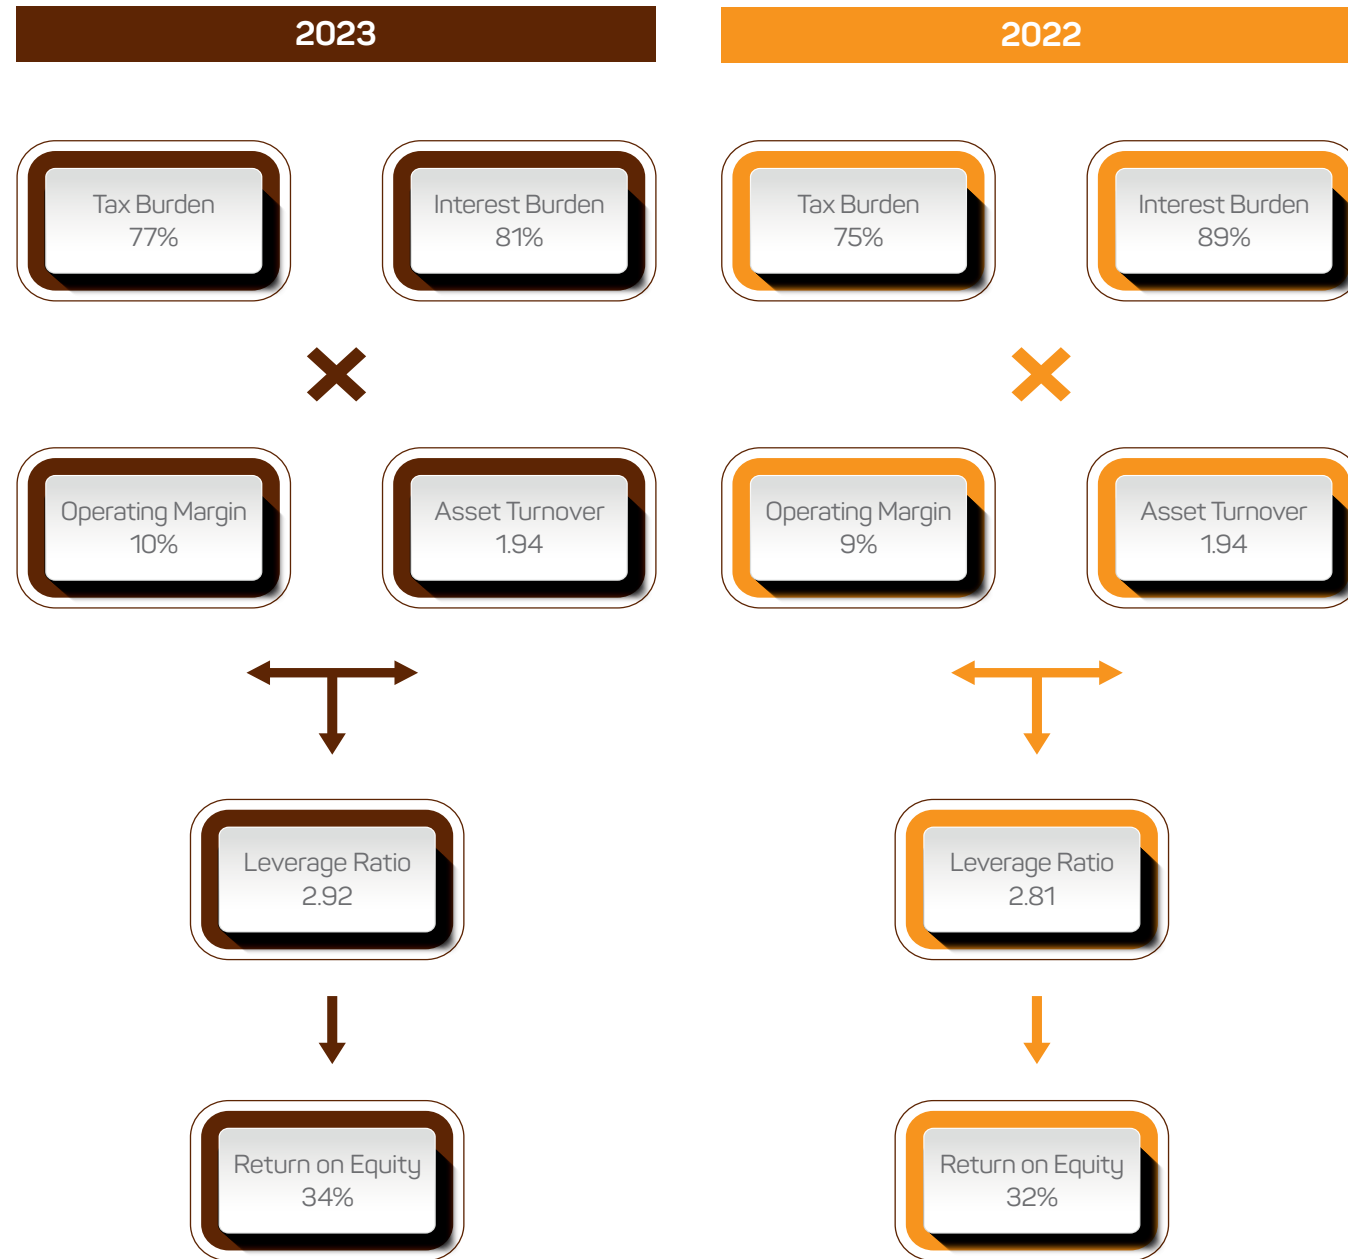 2023
Tax Burden
77%
Interest Burden
81%
Operating Margin
10%
Asset Turnover
1.94
Leverage Ratio
2.92
Return on Equity
34%
2022
Tax Burden
75%
Interest Burden
89%
Operating Margin
9%
Asset Turnover
1.94
Leverage Ratio
2.81
Return on Equity
32%